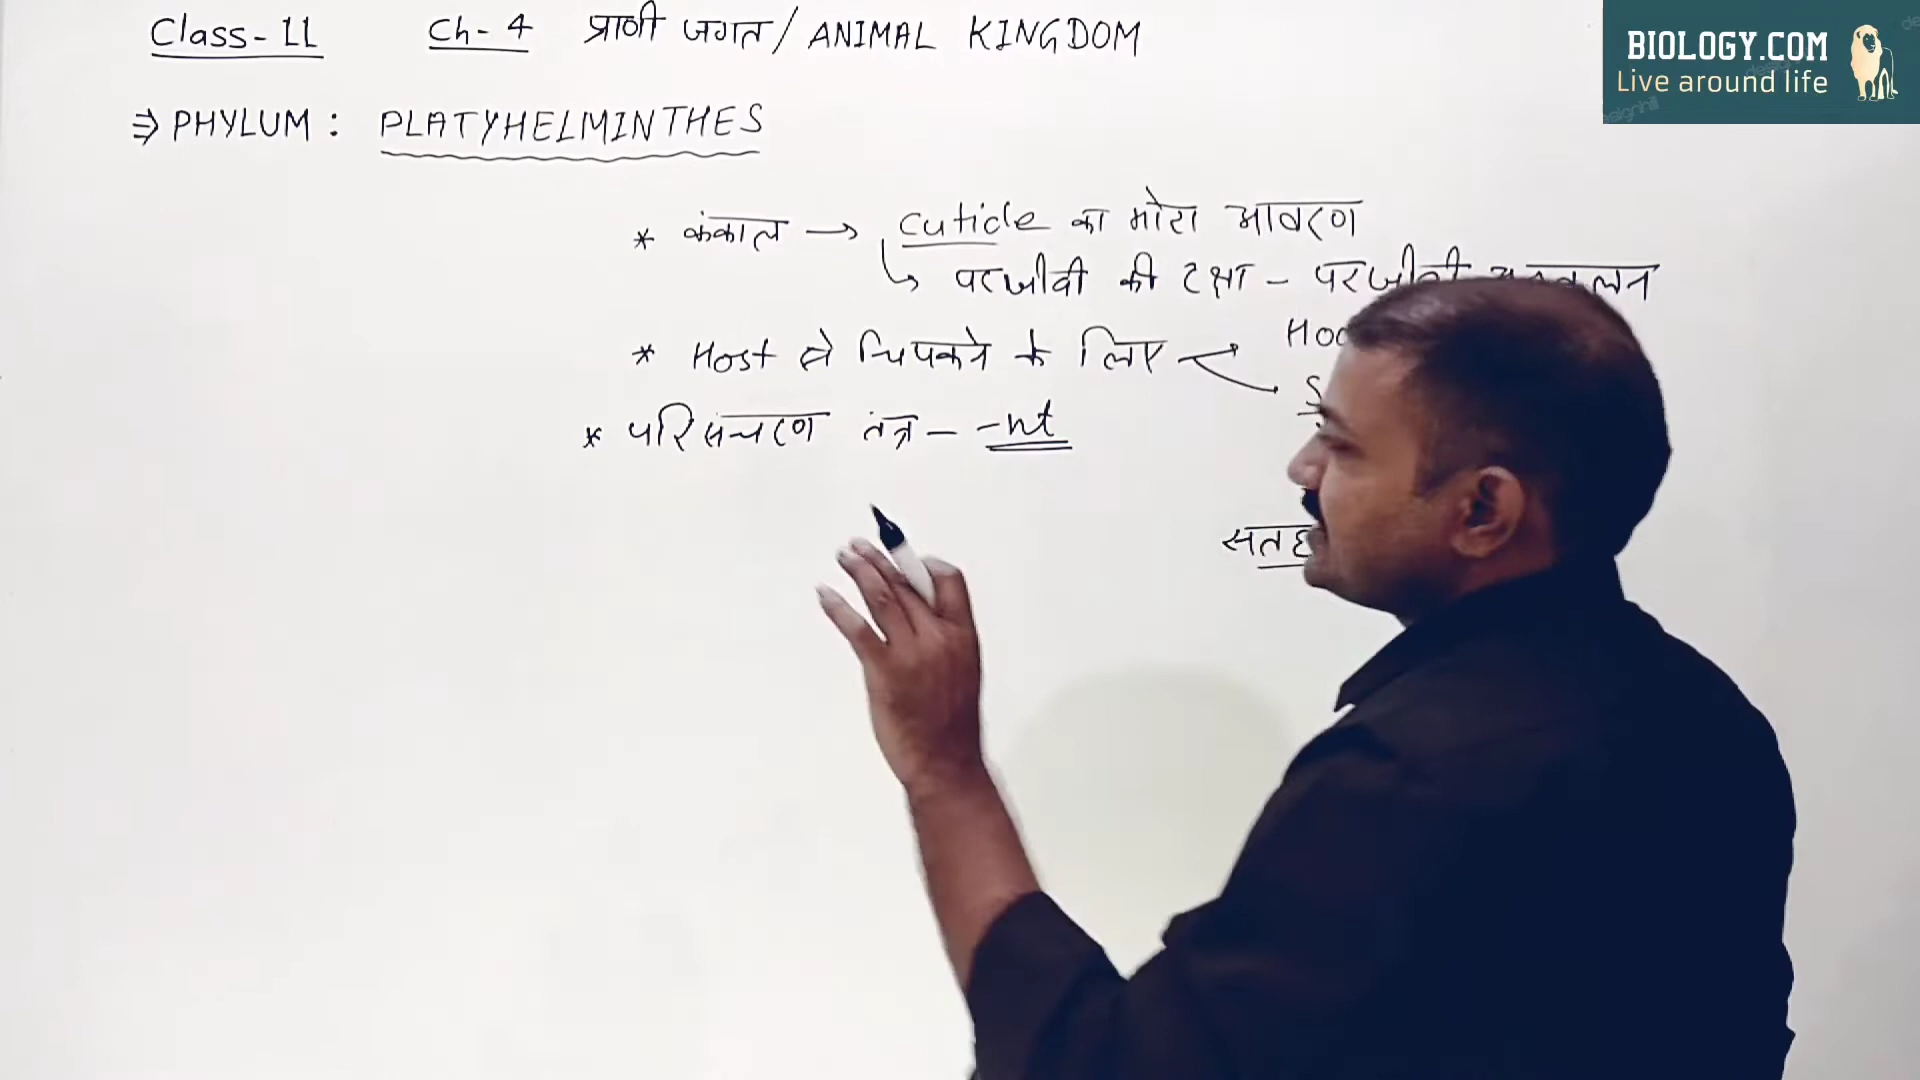 Class-11 Ch-4 प्राणी जगत/ANIMAL KINGDOM
BIOLOGY.COM
Live around life
⇒ PHYLUM: PLATYHELMINTHES
* कंकाल → Cuticle का मोटा आवरण
↳ परजीवी की रक्षा - परजीवी
* Host से चिपकने के लिए
* परिसंचरण तंत्र - -nt
सतह